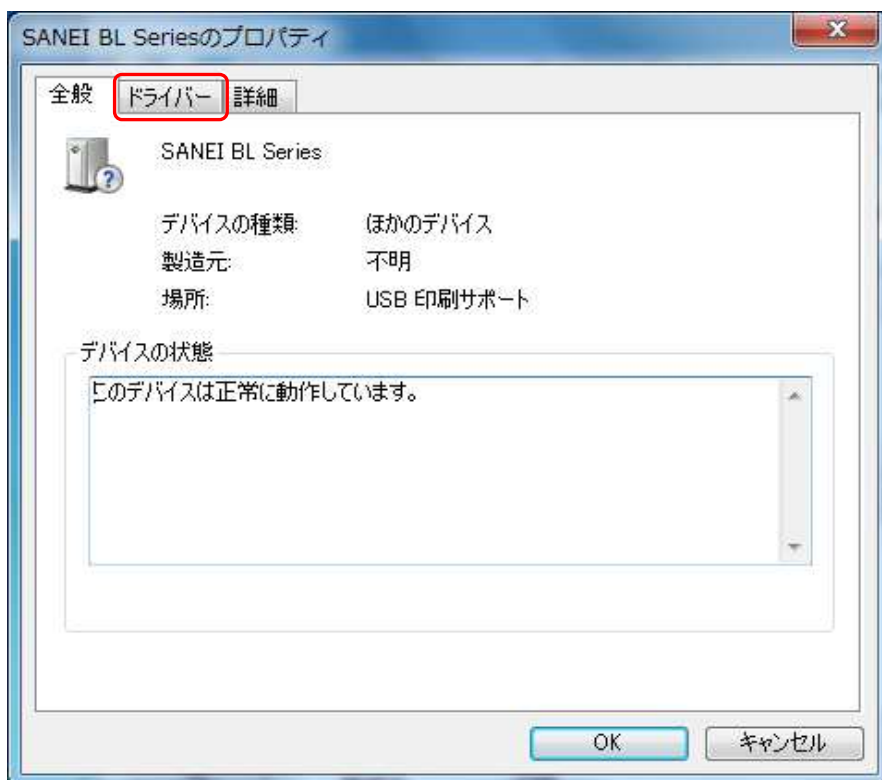 SANEI BL Seriesのプロパティ
全般 ドライバー 詳細
SANEI BL Series
デバイスの種類: ほかのデバイス
製造元: 不明
場所: USB 印刷サポート
デバイスの状態
このデバイスは正常に動作しています。
OK キャンセル